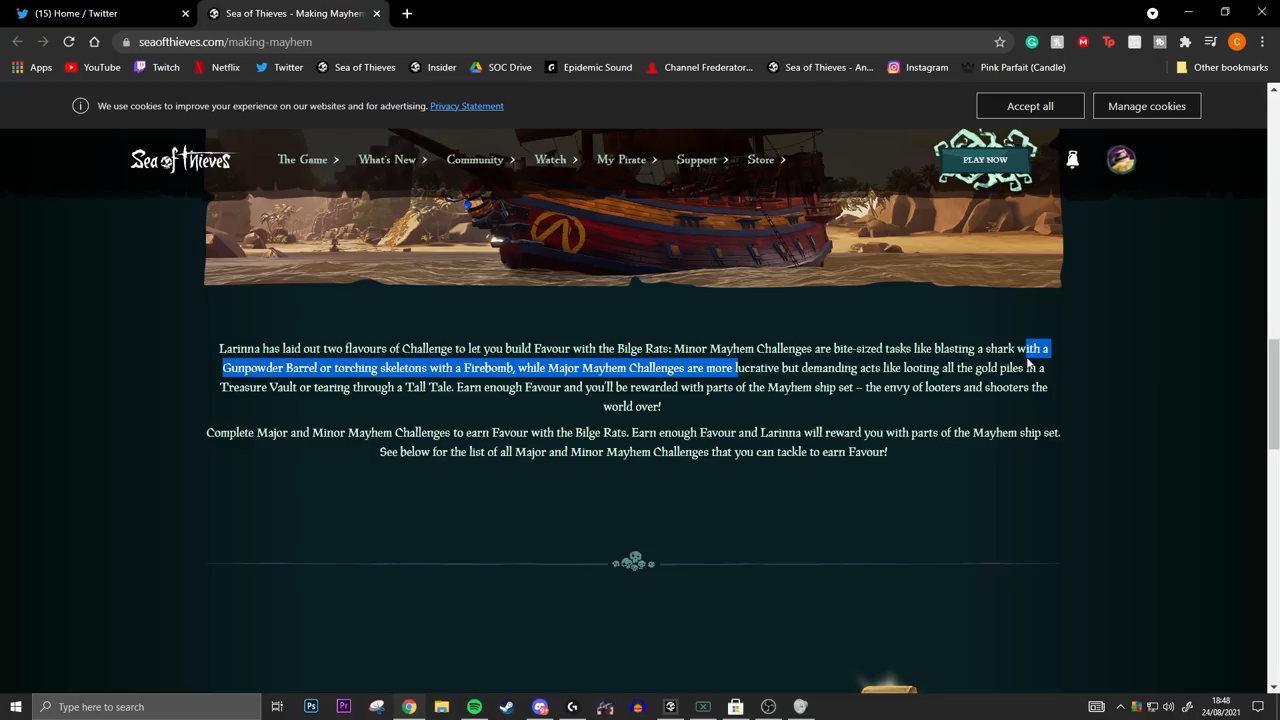 (15) Home / Twitter
Sea of Thieves - Making Mayhem
seaofthieves.com/making-mayhem
Apps
YouTube
Twitch
Netflix
Twitter
Sea of Thieves
Insider
SOC Drive
Epidemic Sound
Channel Frederator...
Sea of Thieves - An...
Instagram
Pink Parfait (Candle)
Other bookmarks
We use cookies to improve your experience on our websites and for advertising. Privacy Statement
Accept all
Manage cookies
Sea of Thieves
The Game
What's New
Community
Watch
My Pirate
Support
Store
PLAY NOW
Larinna has laid out two flavours of Challenge to let you build Favour with the Bilge Rats: Minor Mayhem Challenges are bite-sized tasks like blasting a shark with a
Gunpowder Barrel or torching skeletons with a Firebomb, while Major Mayhem Challenges are more lucrative but demanding acts like looting all the gold piles in a
Treasure Vault or tearing through a Tall Tale. Earn enough Favour and you'll be rewarded with parts of the Mayhem ship set – the envy of looters and shooters the
world over!
Complete Major and Minor Mayhem Challenges to earn Favour with the Bilge Rats. Earn enough Favour and Larinna will reward you with parts of the Mayhem ship set.
See below for the list of all Major and Minor Mayhem Challenges that you can tackle to earn Favour!
Type here to search
18:48
24/08/2021